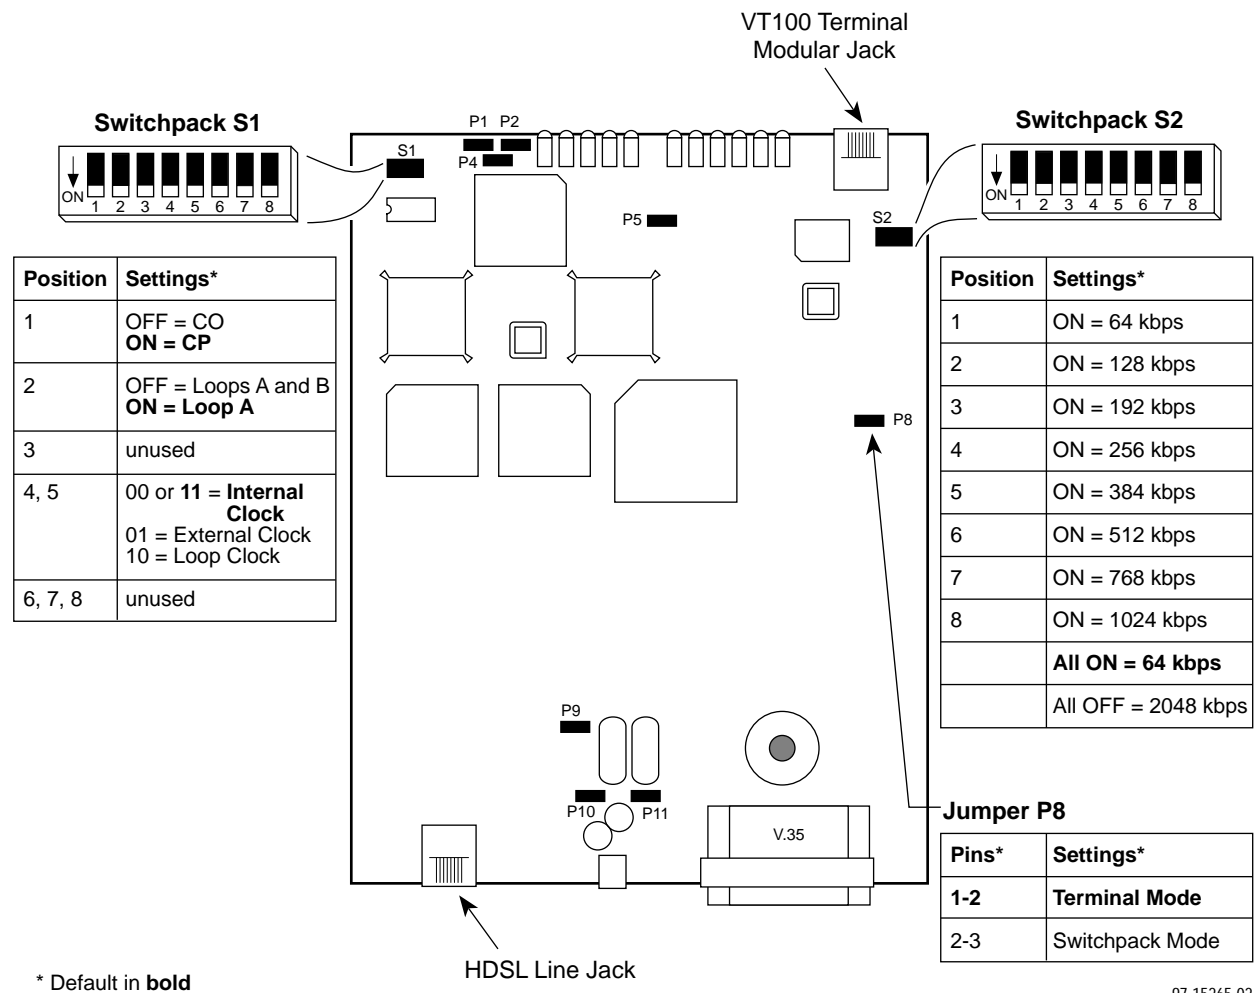 VT100 Terminal
Modular Jack
Switchpack S1
ON
1 2 3 4 5 6 7 8
Position Settings*
1 OFF = CO
ON = CP
2 OFF = Loops A and B
ON = Loop A
3 unused
4, 5 00 or 11 = Internal
Clock
01 = External Clock
10 = Loop Clock
6, 7, 8 unused
S1
P1 P2
P4
P5
S2
P8
P9
P10
P11
V.35
HDSL Line Jack
Switchpack S2
ON
1 2 3 4 5 6 7 8
Position Settings*
1 ON = 64 kbps
2 ON = 128 kbps
3 ON = 192 kbps
4 ON = 256 kbps
5 ON = 384 kbps
6 ON = 512 kbps
7 ON = 768 kbps
8 ON = 1024 kbps
All ON = 64 kbps
All OFF = 2048 kbps
Jumper P8
Pins* Settings*
1-2 Terminal Mode
2-3 Switchpack Mode
* Default in bold
97-15265-02